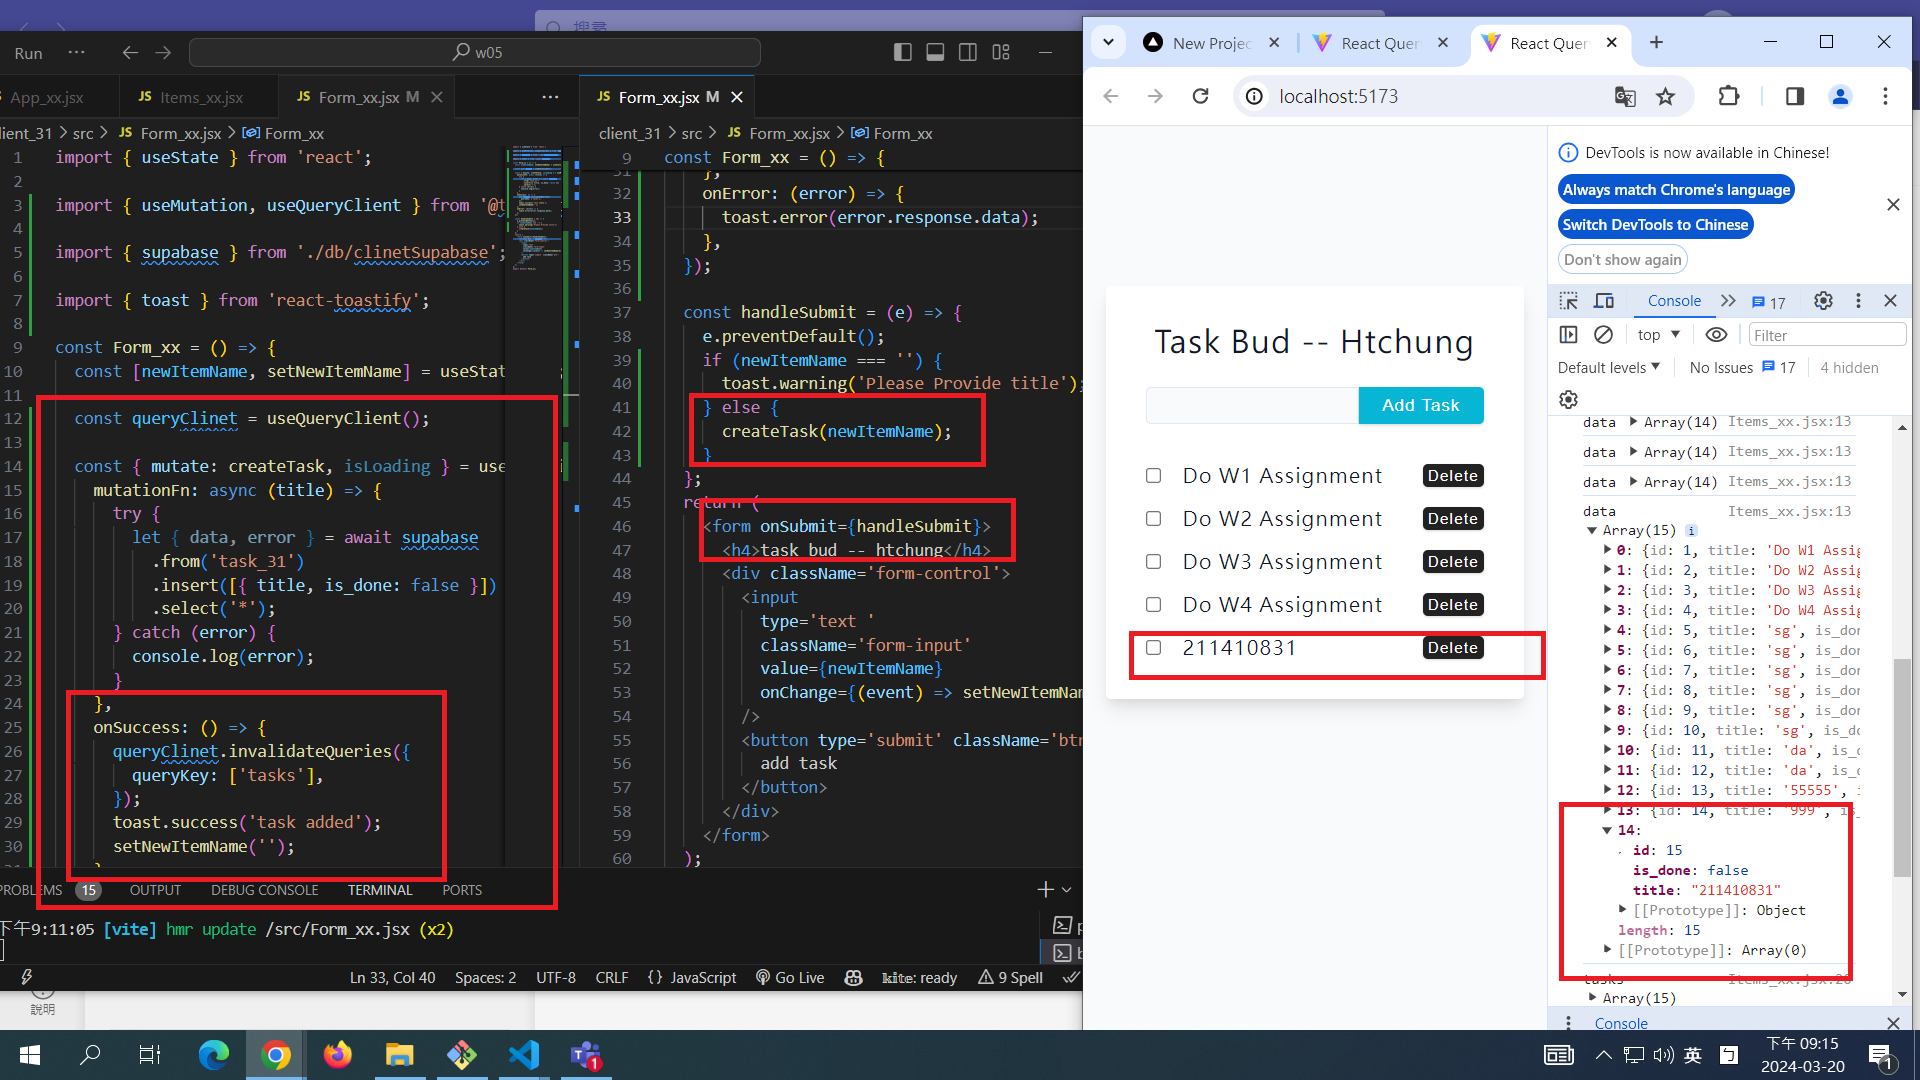 搜尋
Run ··· w05
App_xx.jsx JS Items_xx.jsx JS Form_xx.jsx M
lient_31 > src > JS Form_xx.jsx > Form_xx
1 import { useState } from 'react';
2
3 import { useMutation, useQueryClient } from '@t
4
5 import { supabase } from './db/clinetSupabase';
6
7 import { toast } from 'react-toastify';
8
9 const Form_xx = () => {
10 const [newItemName, setNewItemName] = useStat
11
12 const queryClinet = useQueryClient();
13
14 const { mutate: createTask, isLoading } = use
15 mutationFn: async (title) => {
16 try {
17 let { data, error } = await supabase
18 .from('task_31')
19 .insert([{ title, is_done: false }])
20 .select('*');
21 } catch (error) {
22 console.log(error);
23 }
24 },
25 onSuccess: () => {
26 queryClinet.invalidateQueries({
27 queryKey: ['tasks'],
28 });
29 toast.success('task added');
30 setNewItemName('');
JS Form_xx.jsx M
client_31 > src > JS Form_xx.jsx > Form_xx
9 const Form_xx = () => {
31 },
32 onError: (error) => {
33 toast.error(error.response.data);
34 },
35 });
36
37 const handleSubmit = (e) => {
38 e.preventDefault();
39 if (newItemName === '') {
40 toast.warning('Please Provide title');
41 } else {
42 createTask(newItemName);
43 }
44 };
45 return (
46 <form onSubmit={handleSubmit}>
47 <h4>task bud -- htchung</h4>
48 <div className='form-control'>
49 <input
50 type='text '
51 className='form-input'
52 value={newItemName}
53 onChange={(event) => setNewItemNam
54 />
55 <button type='submit' className='btn
56 add task
57 </button>
58 </div>
59 </form>
60 );
PROBLEMS 15 OUTPUT DEBUG CONSOLE TERMINAL PORTS
下午9:11:05 [vite] hmr update /src/Form_xx.jsx (x2)
Ln 33, Col 40 Spaces: 2 UTF-8 CRLF {} JavaScript Go Live kite: ready 9 Spell
說明
New Projec React Quer React Quer
localhost:5173
Task Bud -- Htchung
Add Task
Do W1 Assignment Delete
Do W2 Assignment Delete
Do W3 Assignment Delete
Do W4 Assignment Delete
211410831 Delete
DevTools is now available in Chinese!
Always match Chrome's language
Switch DevTools to Chinese
Don't show again
Console 17
top Filter
Default levels No Issues 17 4 hidden
data Array(14) Items_xx.jsx:13
data Array(14) Items_xx.jsx:13
data Array(14) Items_xx.jsx:13
data Items_xx.jsx:13
Array(15) i
0: {id: 1, title: 'Do W1 Assig
1: {id: 2, title: 'Do W2 Assig
2: {id: 3, title: 'Do W3 Assig
3: {id: 4, title: 'Do W4 Assig
4: {id: 5, title: 'sg', is_don
5: {id: 6, title: 'sg', is_don
6: {id: 7, title: 'sg', is_don
7: {id: 8, title: 'sg', is_don
8: {id: 9, title: 'sg', is_don
9: {id: 10, title: 'sg', is_do
10: {id: 11, title: 'da', is_d
11: {id: 12, title: 'da', is_d
12: {id: 13, title: '55555', i
13: {id: 14, title: '999', is_
14:
id: 15
is_done: false
title: "211410831"
[[Prototype]]: Object
length: 15
[[Prototype]]: Array(0)
tasks Items_xx.jsx:20
Array(15)
Console
英
下午 09:15
2024-03-20
1
1